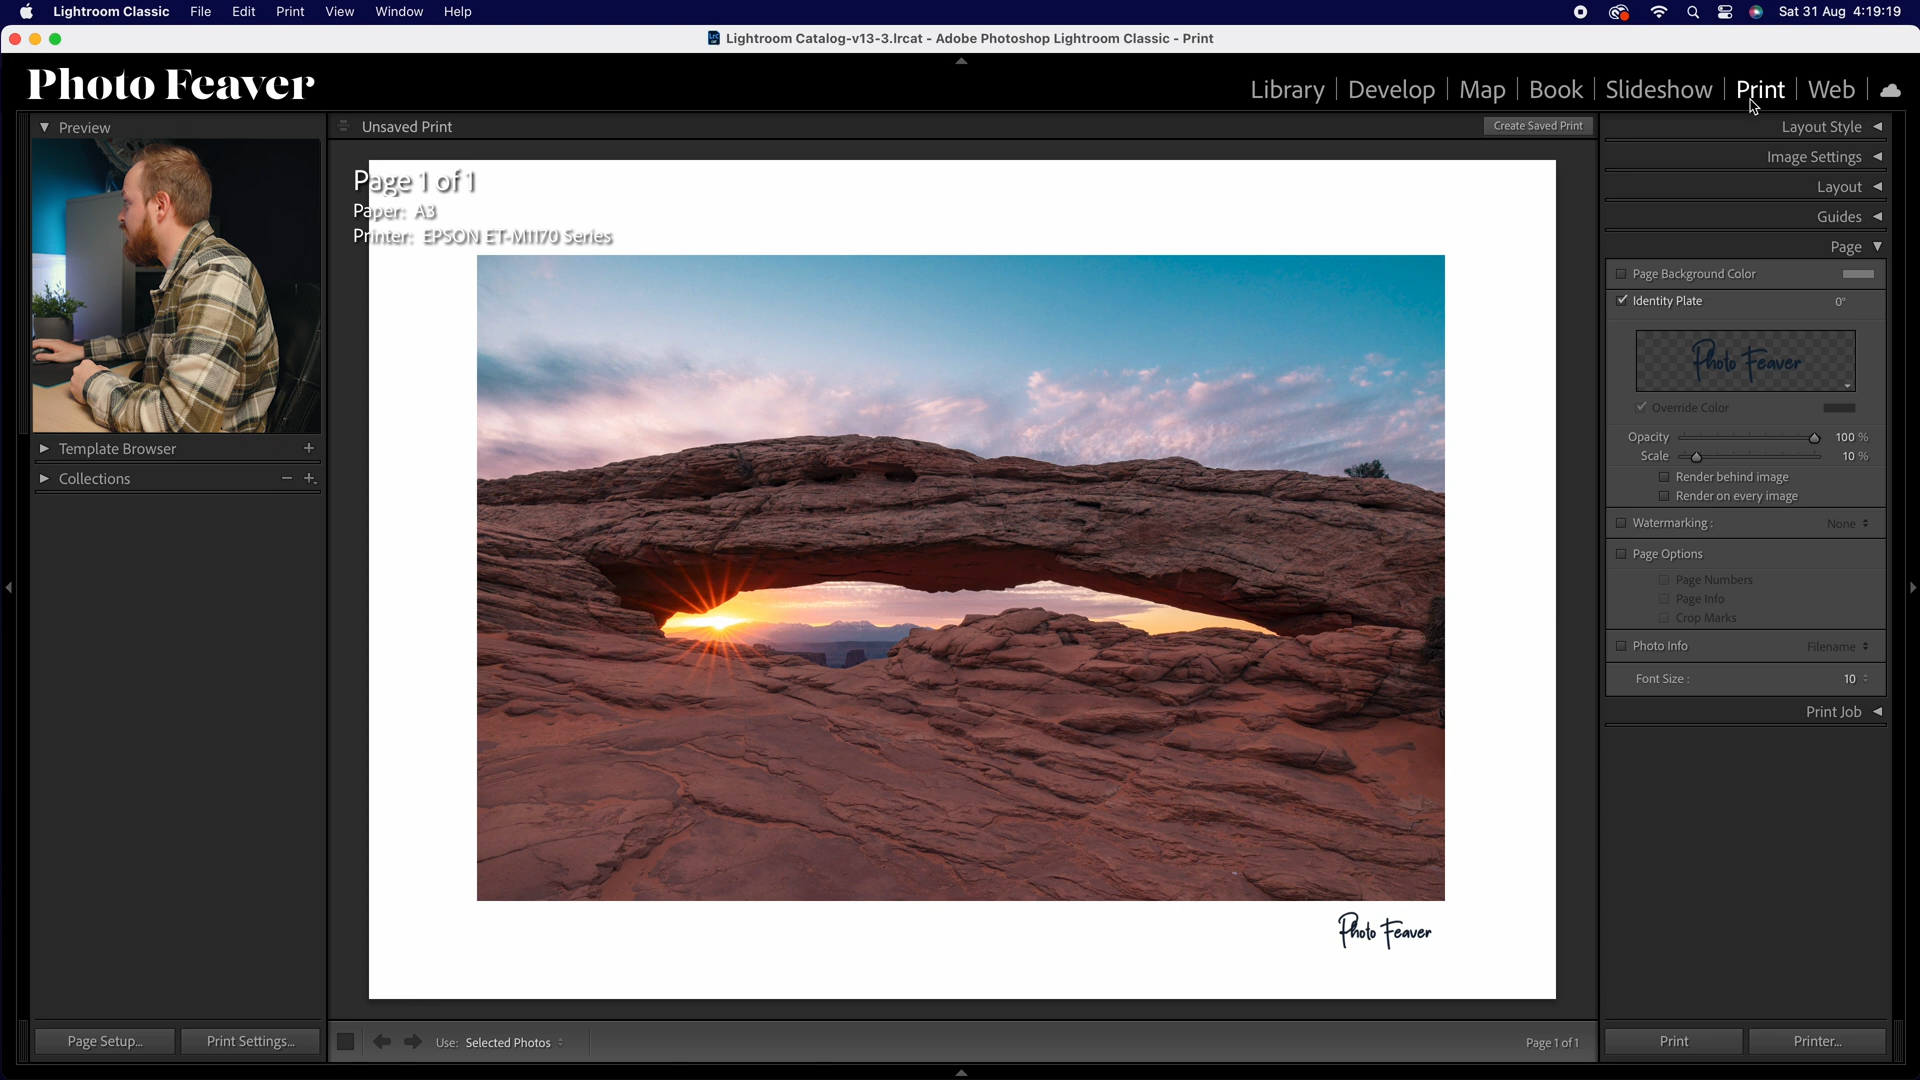 Lightroom Classic File Edit Print View Window Help Sat 31 Aug 4:19:19
Lightroom Catalog-v13-3.lrcat - Adobe Photoshop Lightroom Classic - Print
Photo Feaver
Library Develop Map Book Slideshow Print Web
Preview
Unsaved Print
Create Saved Print
Page 1 of 1
Paper: A3
Printer: EPSON ET-M1170 Series
Photo Feaver
Template Browser
Collections
Layout Style
Image Settings
Layout
Guides
Page
Page Background Color
Identity Plate 0°
Photo Feaver
Override Color
Opacity 100 %
Scale 10 %
Render behind image
Render on every image
Watermarking : None
Page Options
Page Numbers
Page Info
Crop Marks
Photo Info Filename
Font Size : 10
Print Job
Page Setup... Print Settings...
Use: Selected Photos
Page 1 of 1
Print Printer...